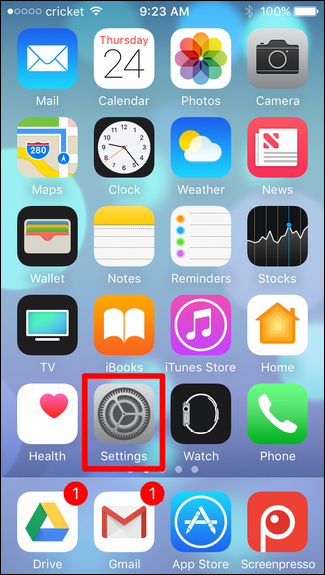 cricket 9:23 AM 100%
Thursday
24
Mail Calendar Photos Camera
280
Maps Clock Weather News
Wallet Notes Reminders Stocks
TV iBooks iTunes Store Home
Health Settings Watch Phone
1 1
Drive Gmail App Store Screenpresso